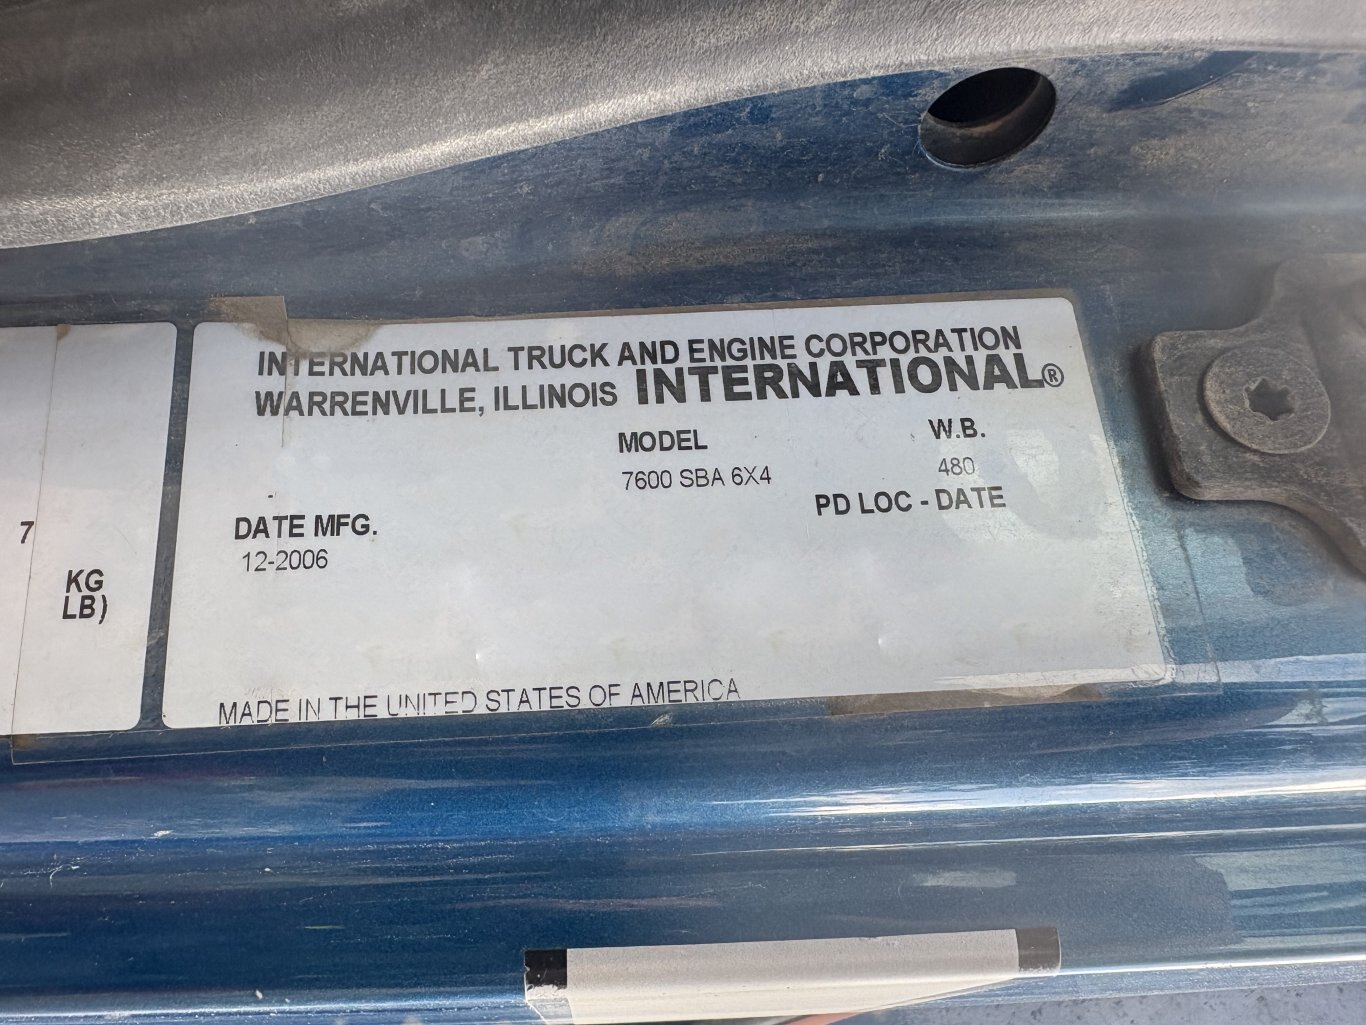 INTERNATIONAL TRUCK AND ENGINE CORPORATION
WARRENVILLE, ILLINOIS INTERNATIONAL®
MODEL W.B.
7600 SBA 6X4 480
PD LOC - DATE
DATE MFG.
12-2006
MADE IN THE UNITED STATES OF AMERICA
7
KG
LB)